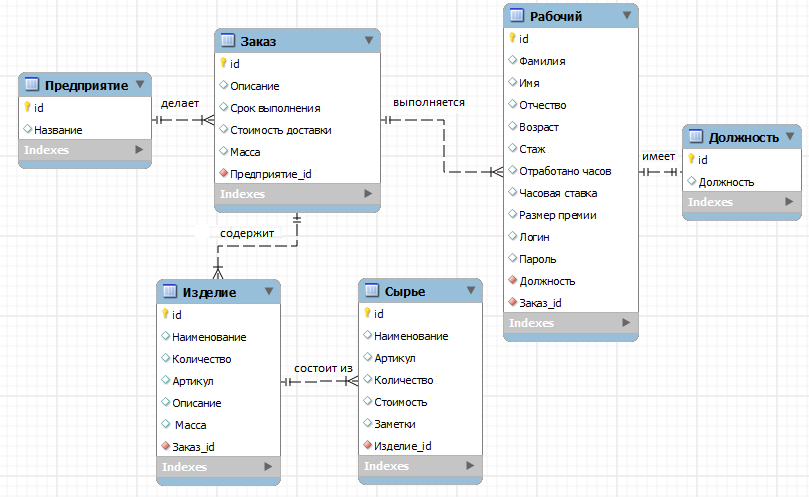 Предприятие
id
Название
Indexes
делает
Заказ
id
Описание
Срок выполнения
Стоимость доставки
Масса
Предприятие_id
Indexes
выполняется
Рабочий
id
Фамилия
Имя
Отчество
Возраст
Стаж
Отработано часов
Часовая ставка
Размер премии
Логин
Пароль
Должность
Заказ_id
Indexes
имеет
Должность
id
Должность
Indexes
содержит
Изделие
id
Наименование
Количество
Артикул
Описание
Масса
Заказ_id
Indexes
состоит из
Сырье
id
Наименование
Артикул
Количество
Стоимость
Заметки
Изделие_id
Indexes